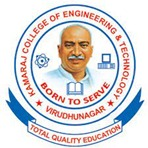 KAMARAJ COLLEGE OF ENGINEERING & TECHNOLOGY
BORN TO SERVE
VIRUDHUNAGAR
TOTAL QUALITY EDUCATION